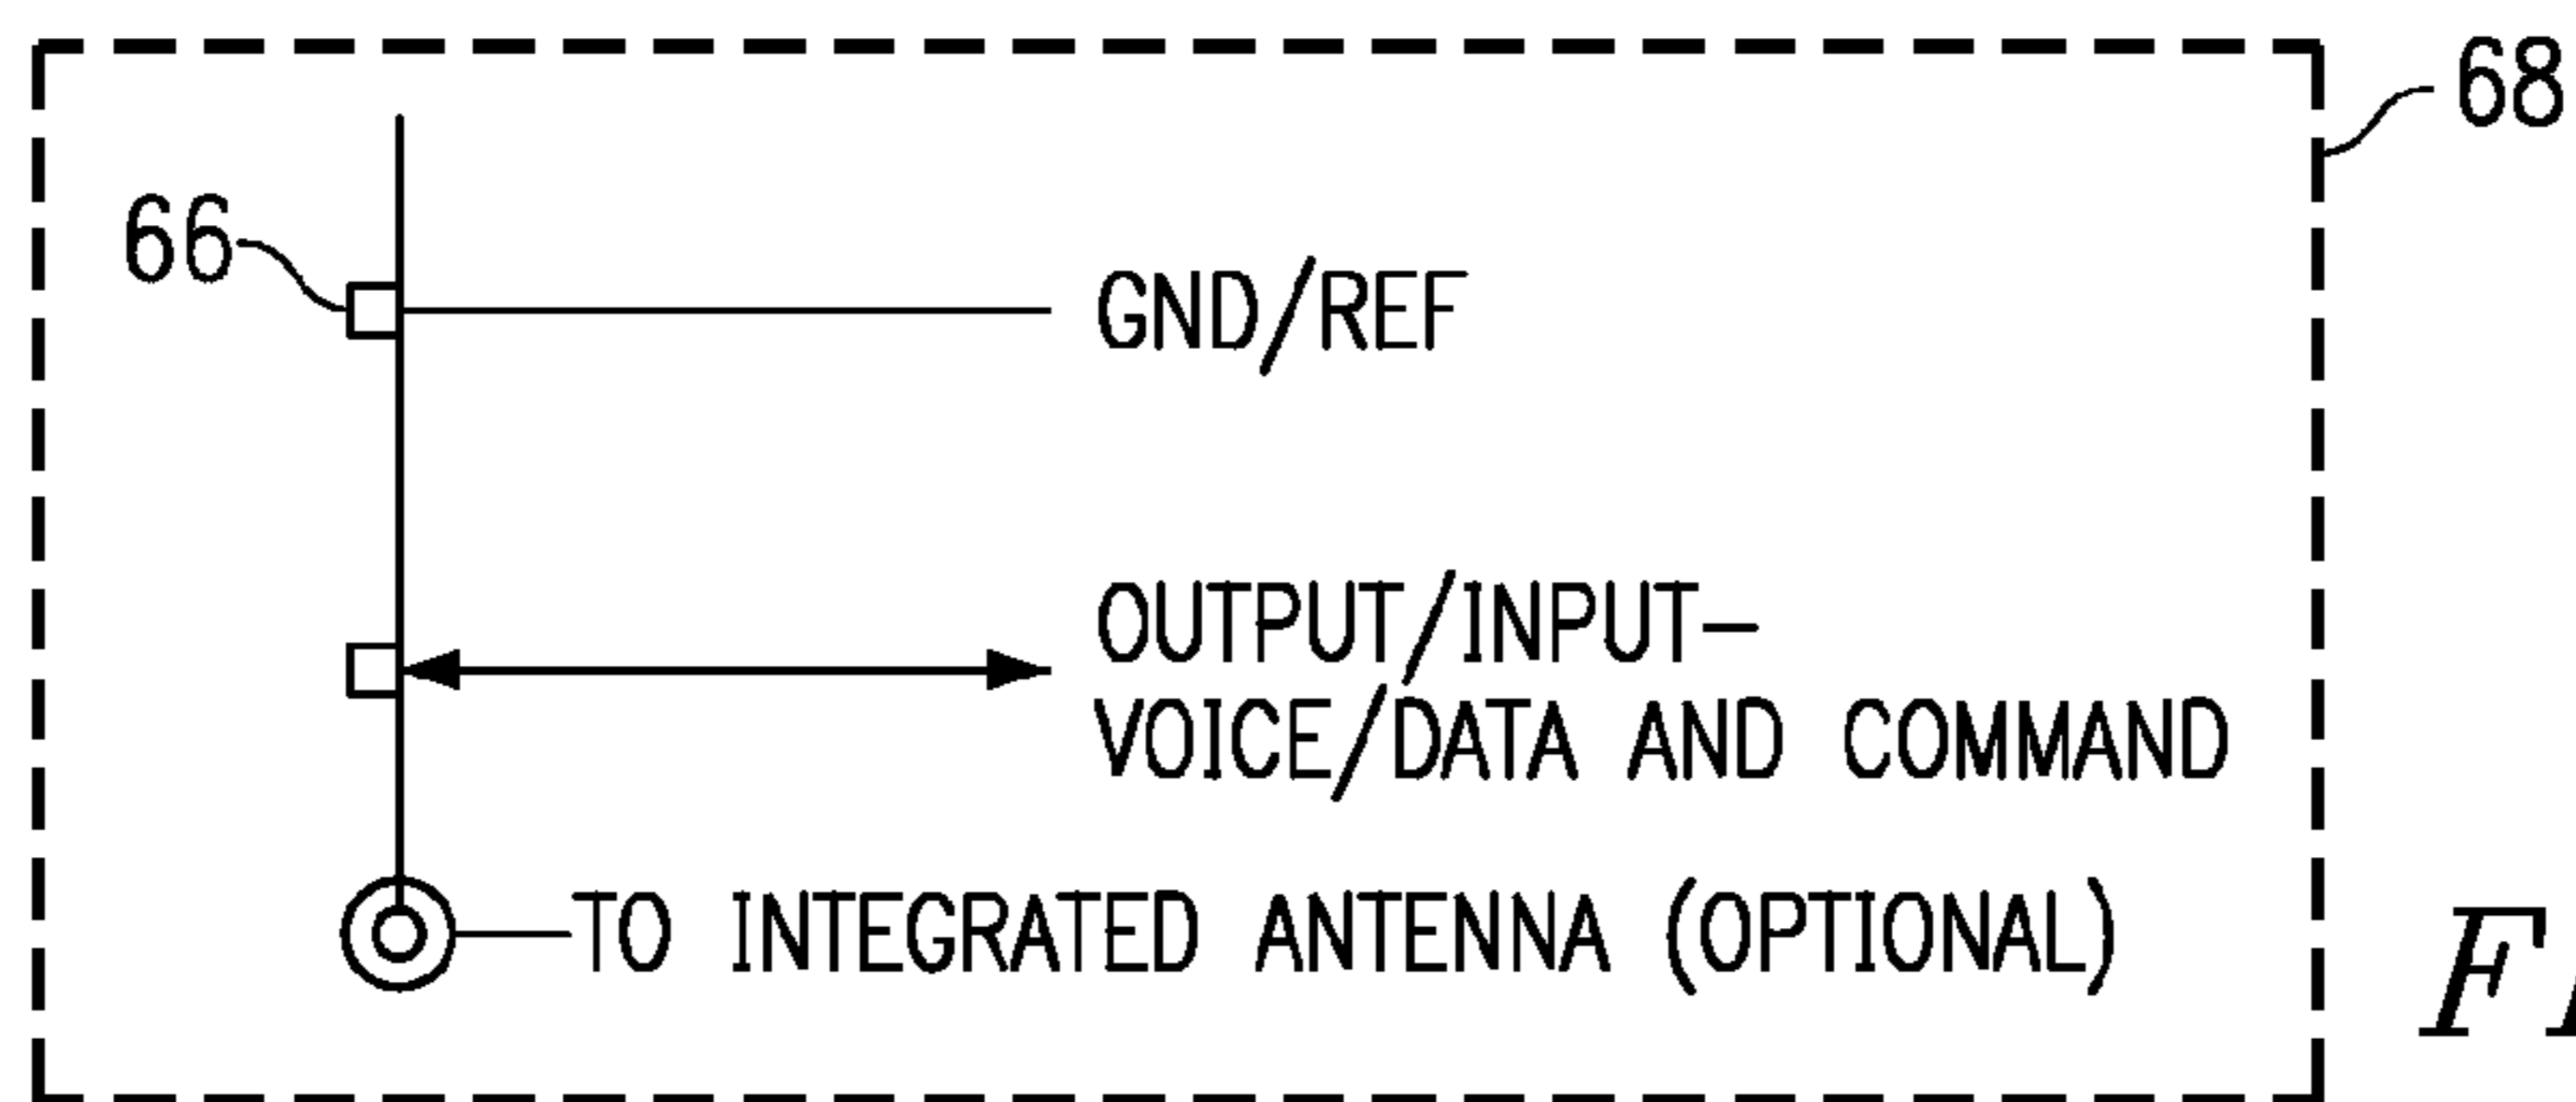 68
66
GND/REF
OUTPUT/INPUT-
VOICE/DATA AND COMMAND
TO INTEGRATED ANTENNA (OPTIONAL)